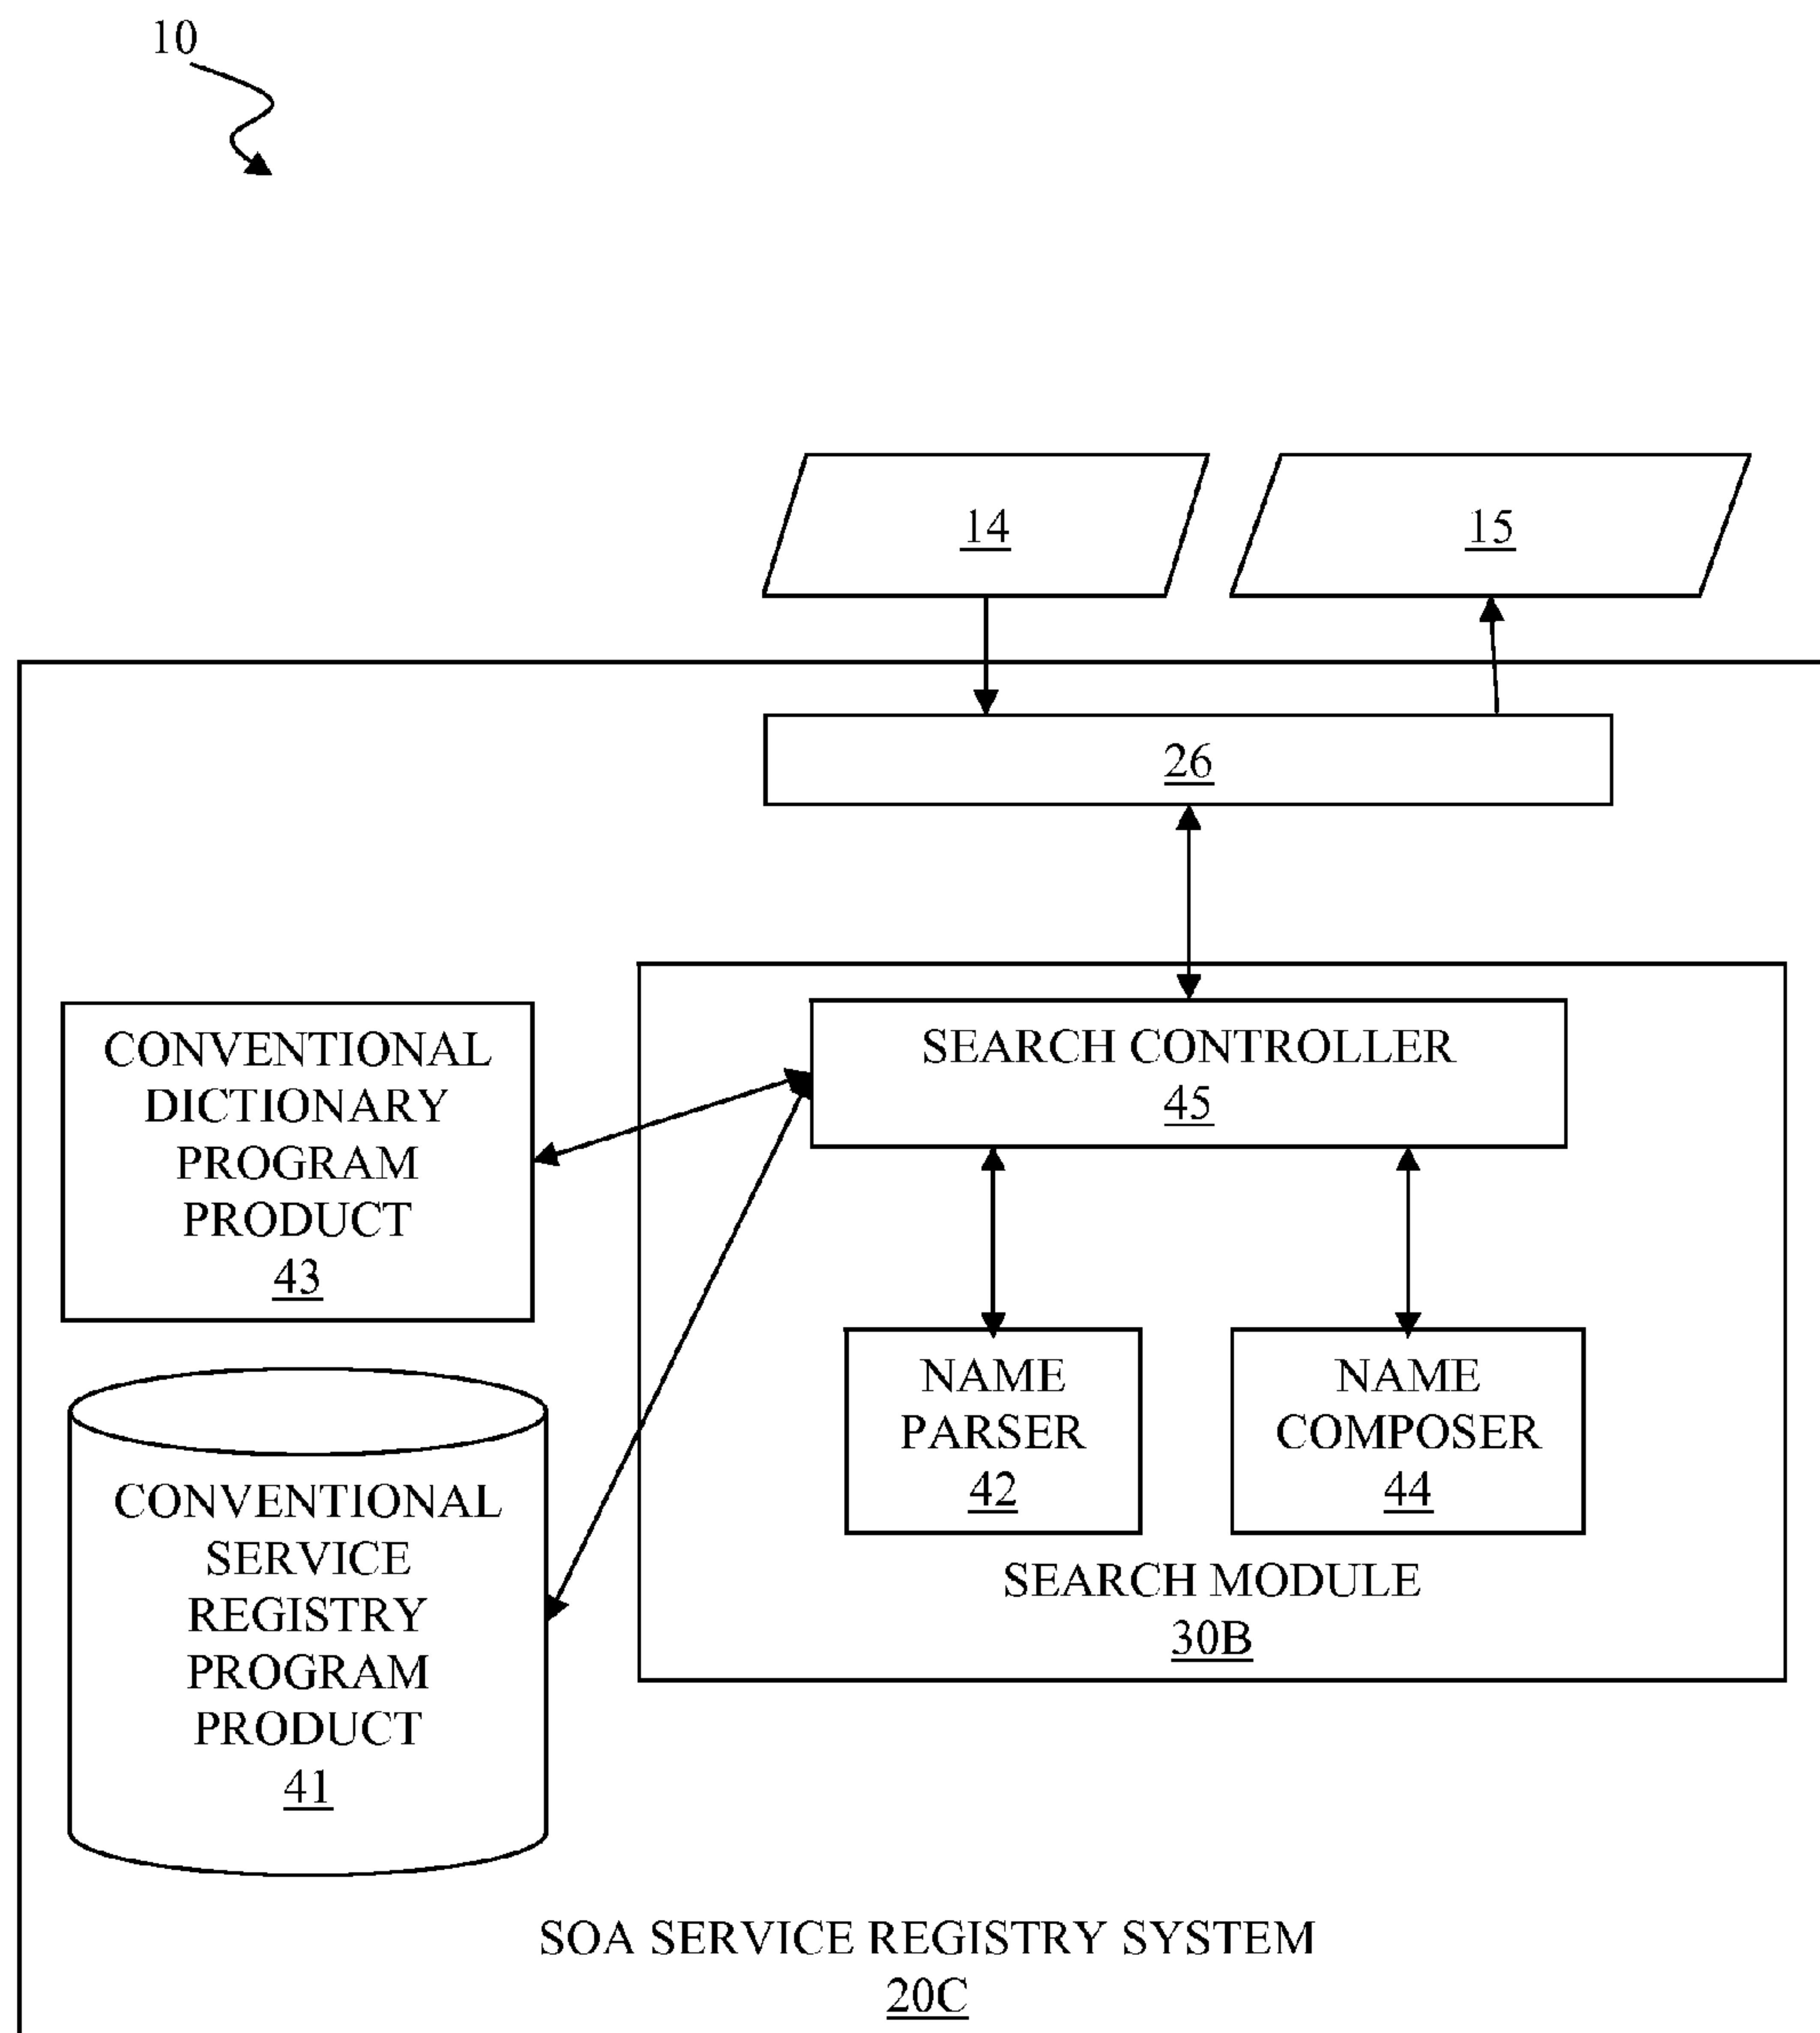 10
14
15
26
CONVENTIONAL
DICTIONARY
PROGRAM
PRODUCT
43
SEARCH CONTROLLER
45
NAME
PARSER
42
NAME
COMPOSER
44
SEARCH MODULE
30B
CONVENTIONAL
SERVICE
REGISTRY
PROGRAM
PRODUCT
41
SOA SERVICE REGISTRY SYSTEM
20C